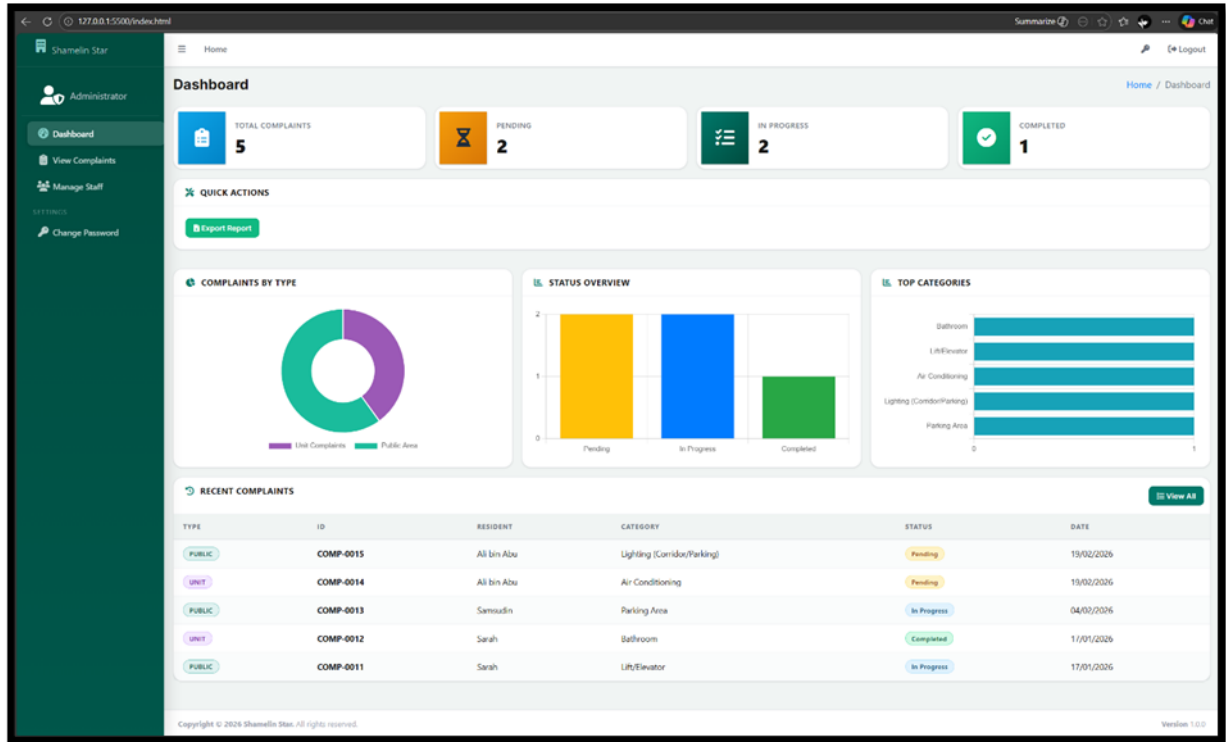 127.0.0.1:5500/index.html
Summarize
Chat
Shamelin Star
Home
Logout
Administrator
Dashboard
View Complaints
Manage Staff
SETTINGS
Change Password
Dashboard
Home / Dashboard
TOTAL COMPLAINTS
5
PENDING
2
IN PROGRESS
2
COMPLETED
1
QUICK ACTIONS
Export Report
COMPLAINTS BY TYPE
Unit Complaints Public Area
STATUS OVERVIEW
2
1
0
Pending In Progress Completed
TOP CATEGORIES
Bathroom
Lift/Elevator
Air Conditioning
Lighting (Corridor/Parking)
Parking Area
0 1
RECENT COMPLAINTS
View All
TYPE ID RESIDENT CATEGORY STATUS DATE
PUBLIC COMP-0015 Ali bin Abu Lighting (Corridor/Parking) Pending 19/02/2026
UNIT COMP-0014 Ali bin Abu Air Conditioning Pending 19/02/2026
PUBLIC COMP-0013 Samsudin Parking Area In Progress 04/02/2026
UNIT COMP-0012 Sarah Bathroom Completed 17/01/2026
PUBLIC COMP-0011 Sarah Lift/Elevator In Progress 17/01/2026
Copyright © 2026 Shamelin Star. All rights reserved.
Version 1.0.0